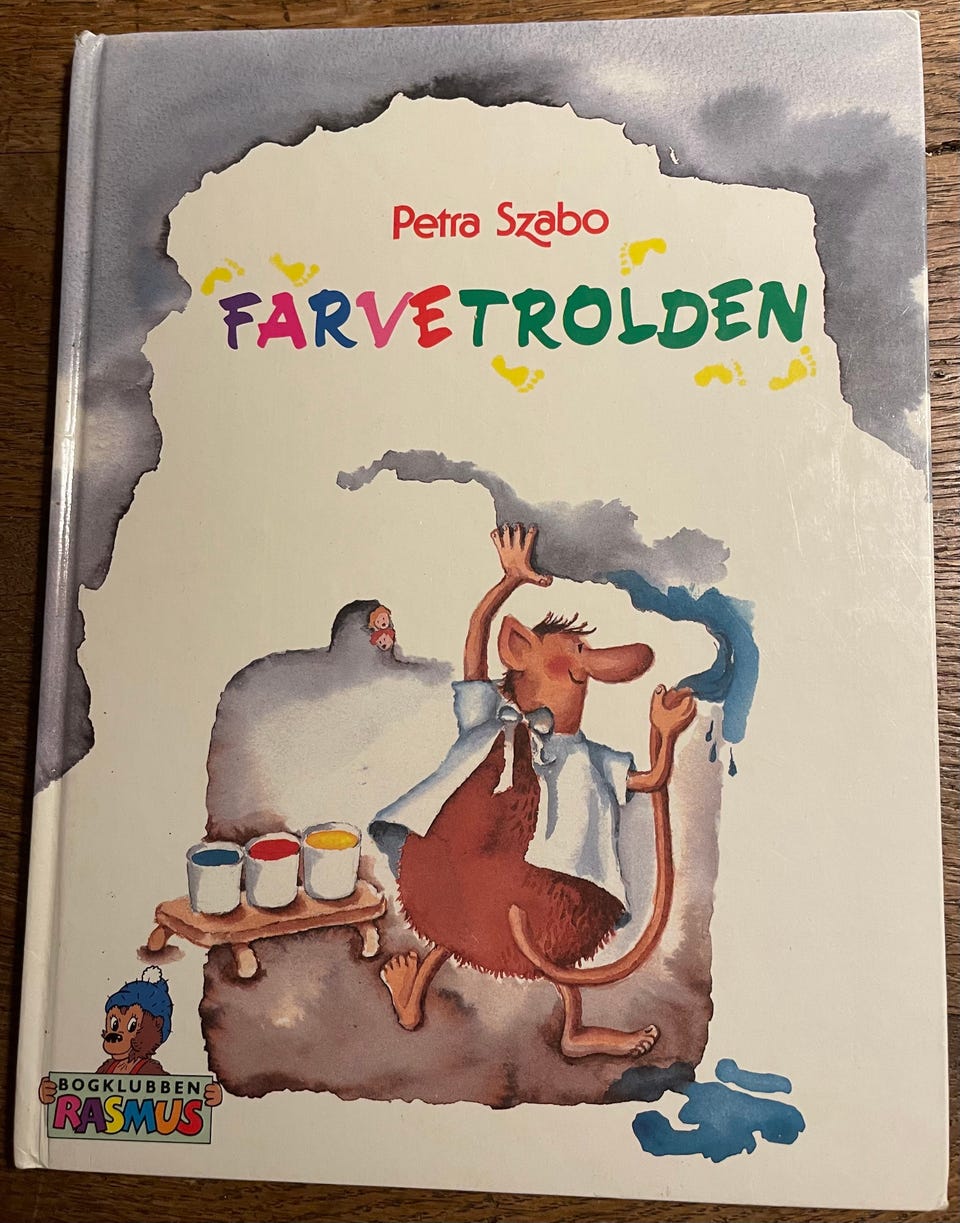 Petra Szabo
FARVETROLDEN
BOGKLUBBEN
RASMUS